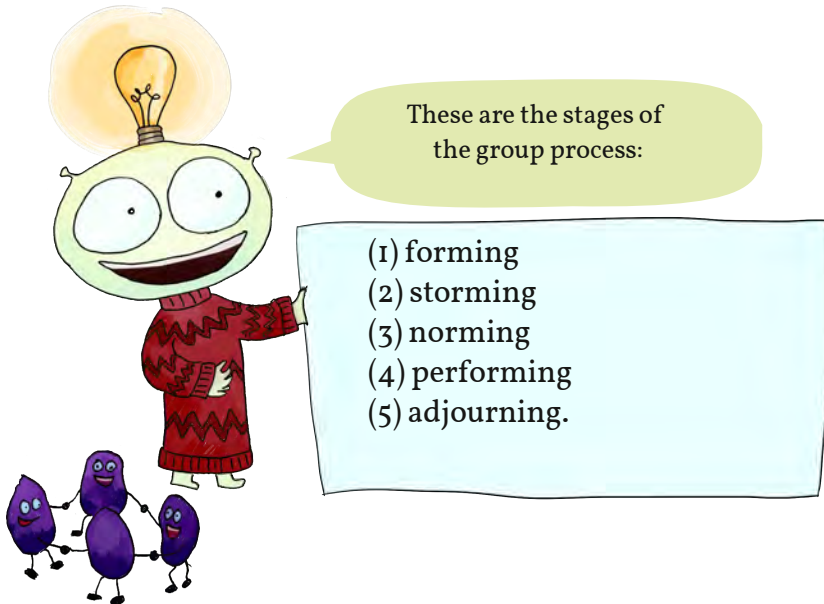 These are the stages of
the group process:
(1) forming
(2) storming
(3) norming
(4) performing
(5) adjourning.